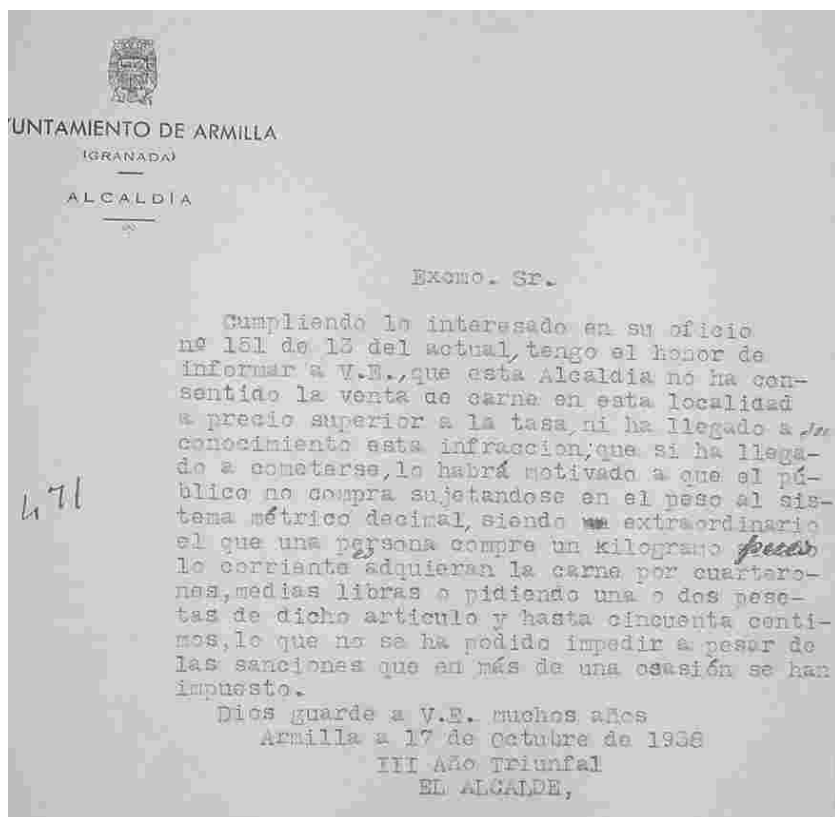 YUNTAMIENTO DE ARMILLA
(GRANADA)
ALCALDÍA
Excmo. Sr.
Cumpliendo lo interesado en su oficio
nº 151 de 13 del actual, tengo el honor de
informar a V.E., que esta Alcaldia no ha con-
sentido la venta de carne en esta localidad
a precio superior a la tasa, ni ha llegado a su
conocimiento esta infraccion; que si ha llega-
do a cometerse, lo habrá motivado a que el pú-
blico no compra sujetandose en el peso al sis-
tema métrico decimal, siendo extraordinario
471
el que una persona compre un kilogramo pues
lo corriente es adquieran la carne por cuartero-
nes, medias libras o pidiendo una o dos pese-
tas de dicho articulo y hasta cincuenta centi-
mos, lo que no se ha podido impedir a pesar de
las sanciones que en más de una ocasión se han
impuesto.
Dios guarde a V.E. muchos años
Armilla a 17 de Octubre de 1938
III Año Triunfal
EL ALCALDE,